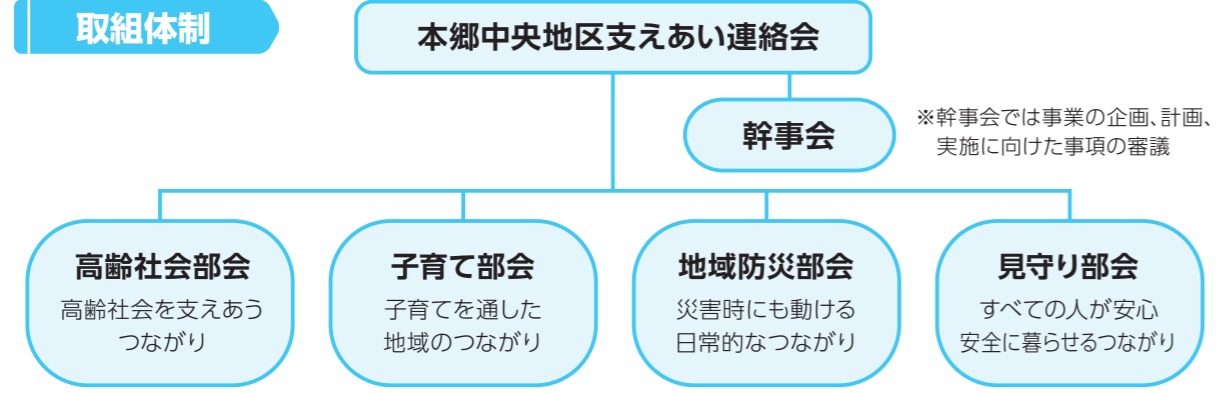 取組体制
本郷中央地区支えあい連絡会
幹事会
※幹事会では事業の企画、計画、
実施に向けた事項の審議
高齢社会部会
高齢社会を支えあう
つながり
子育て部会
子育てを通した
地域のつながり
地域防災部会
災害時にも動ける
日常的なつながり
見守り部会
すべての人が安心
安全に暮らせるつながり